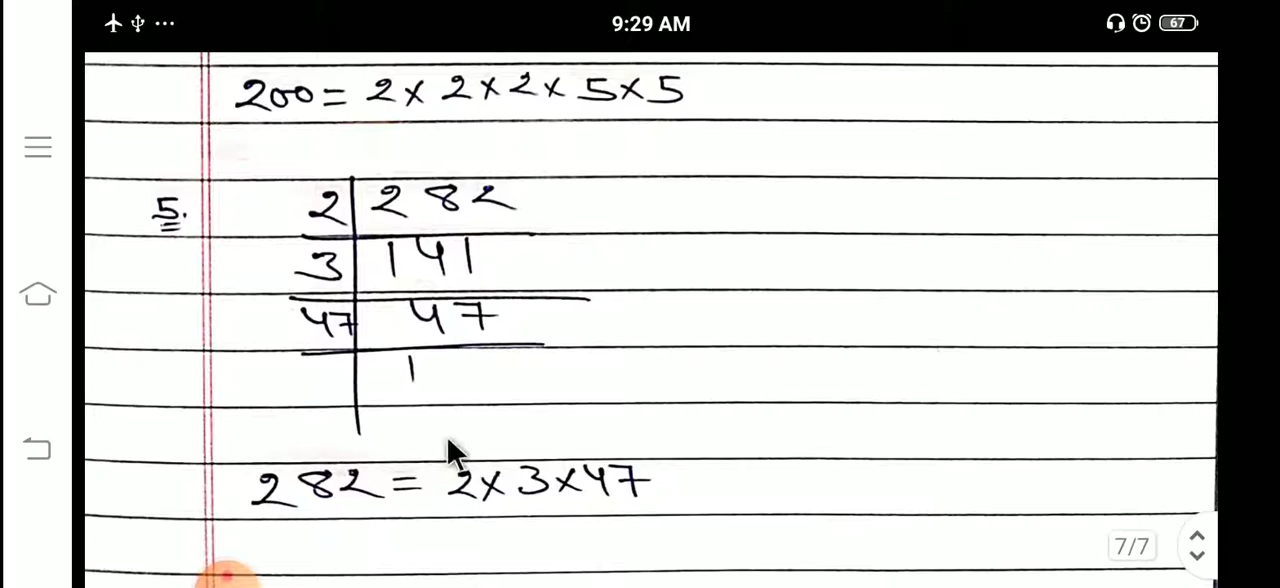 9:29 AM
67
200 = 2 × 2 × 2 × 5 × 5
5. 2 | 282
3 | 141
47 | 47
1
282 = 2 × 3 × 47
7/7